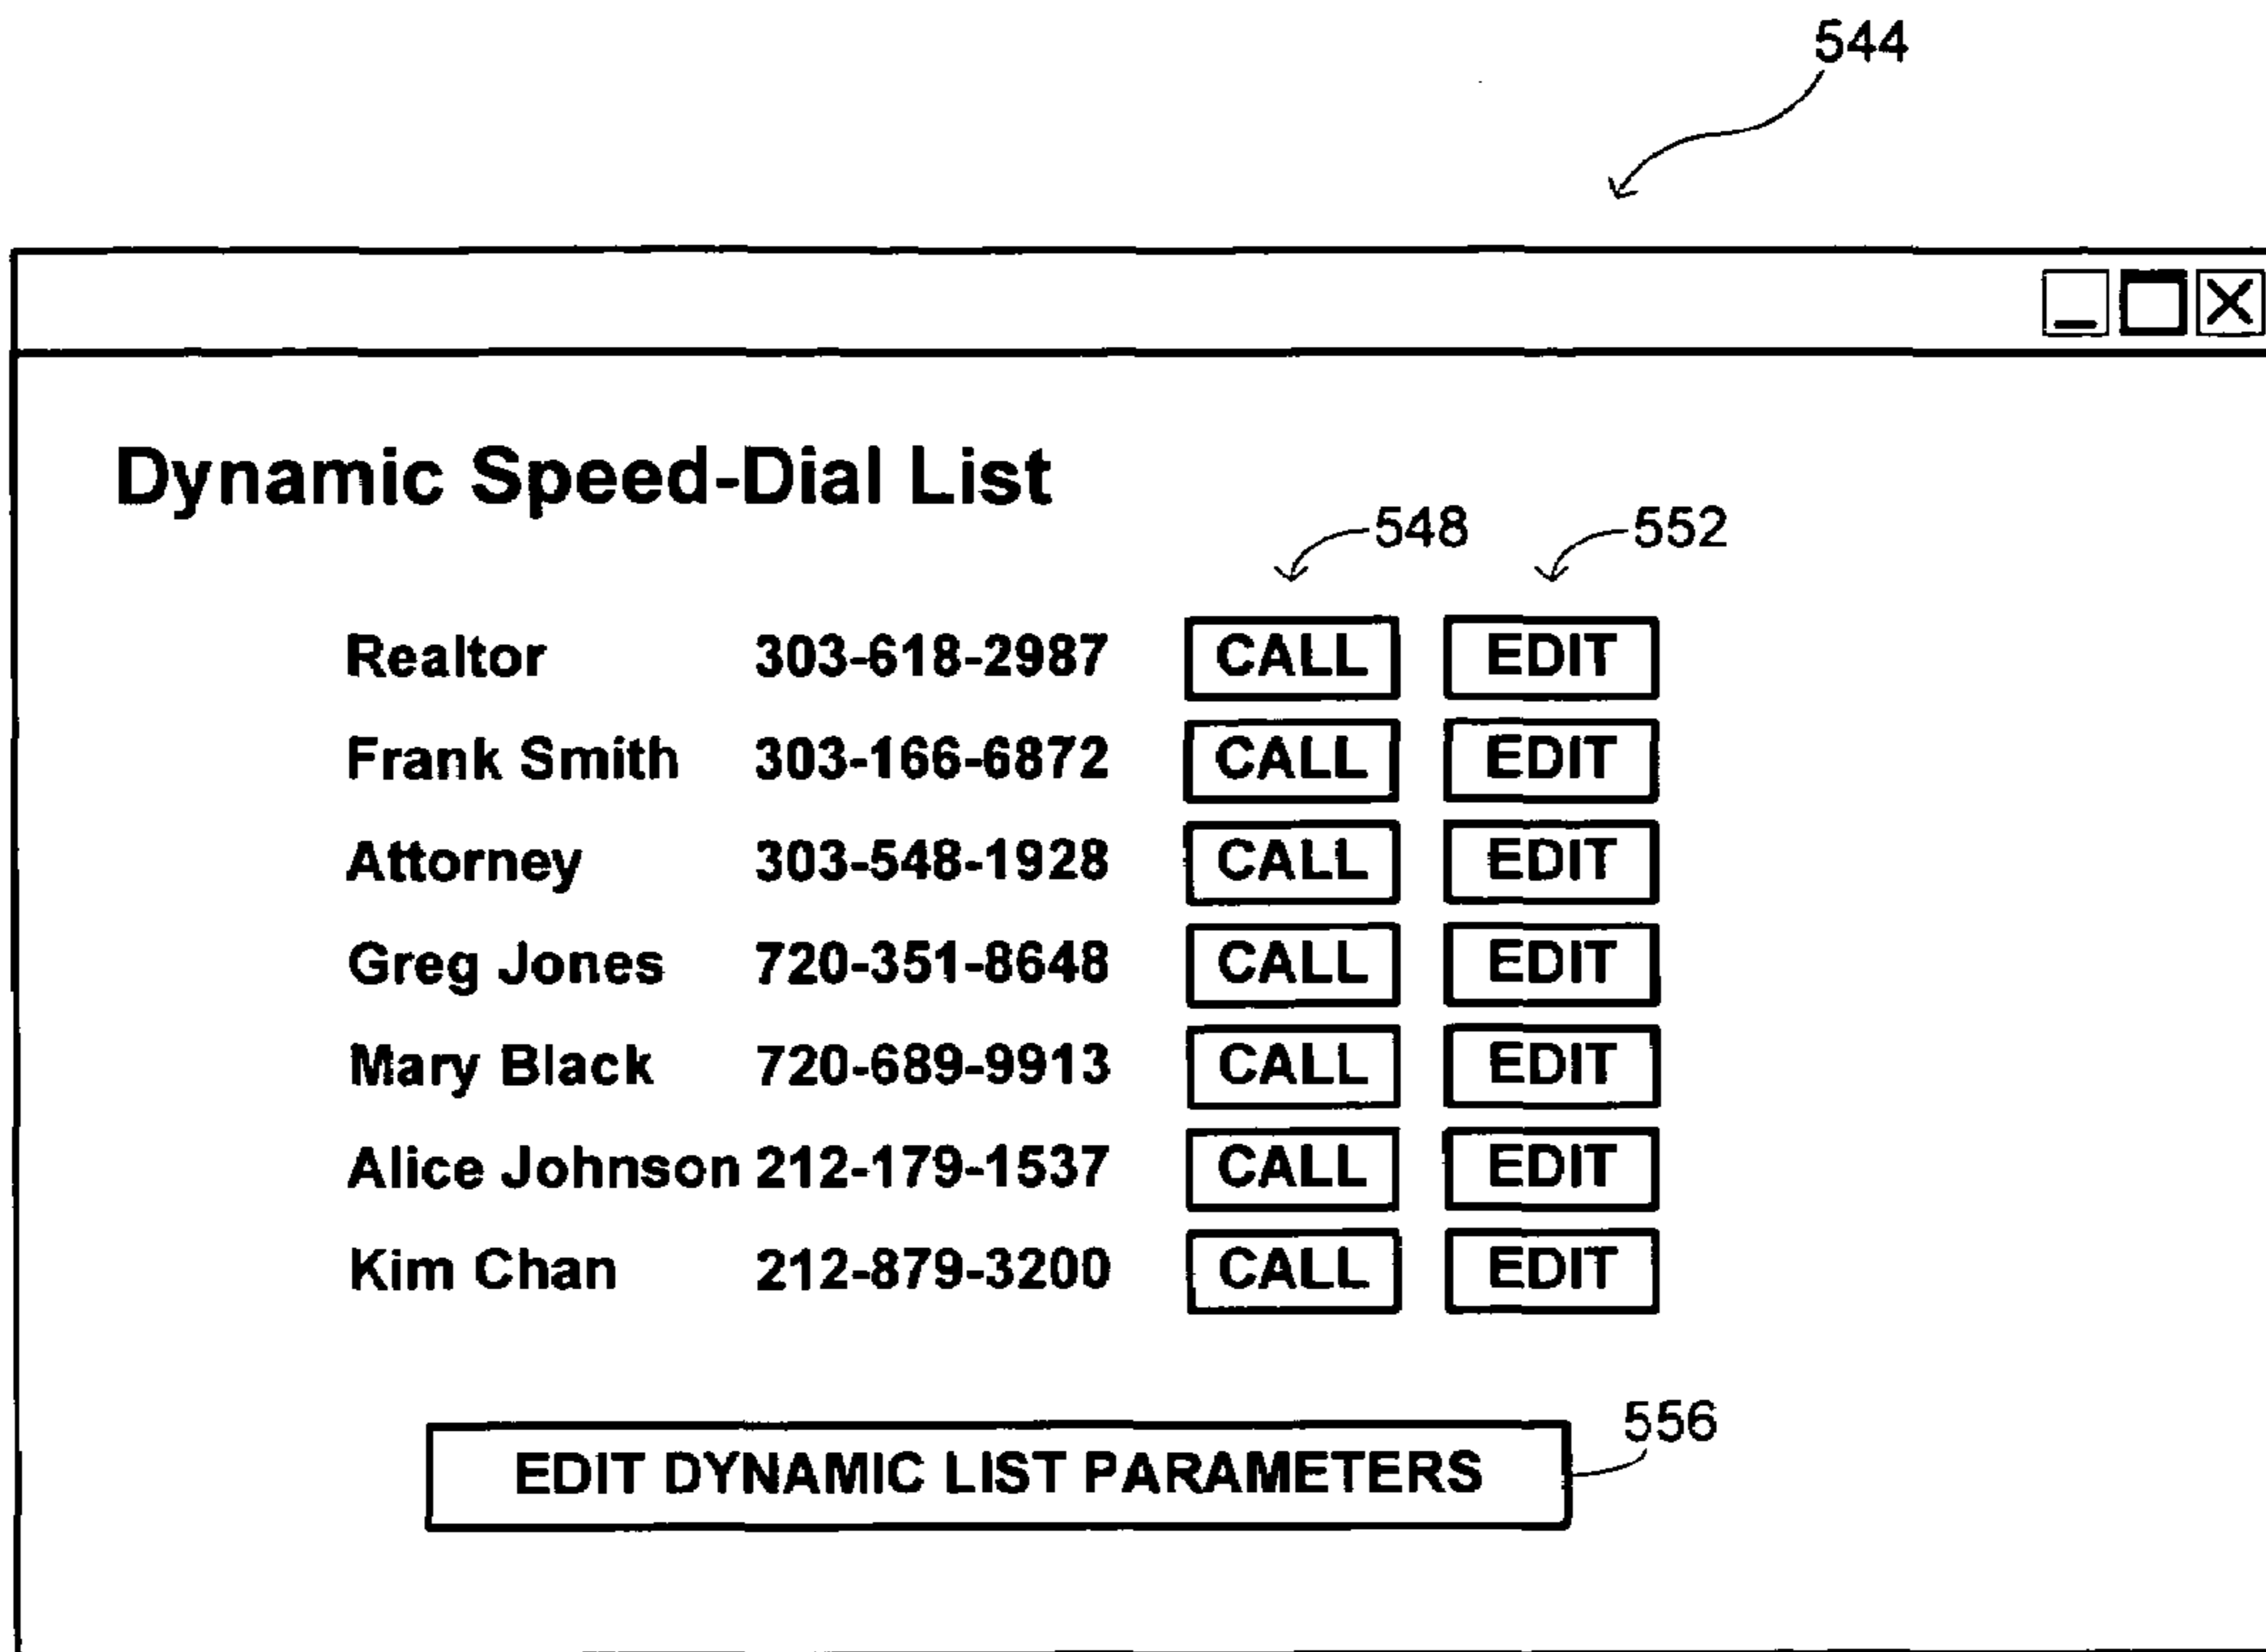 544
Dynamic Speed-Dial List
548 552
Realtor 303-618-2987 CALL EDIT
Frank Smith 303-166-6872 CALL EDIT
Attorney 303-548-1928 CALL EDIT
Greg Jones 720-351-8648 CALL EDIT
Mary Black 720-689-9913 CALL EDIT
Alice Johnson 212-179-1537 CALL EDIT
Kim Chan 212-879-3200 CALL EDIT
556
EDIT DYNAMIC LIST PARAMETERS